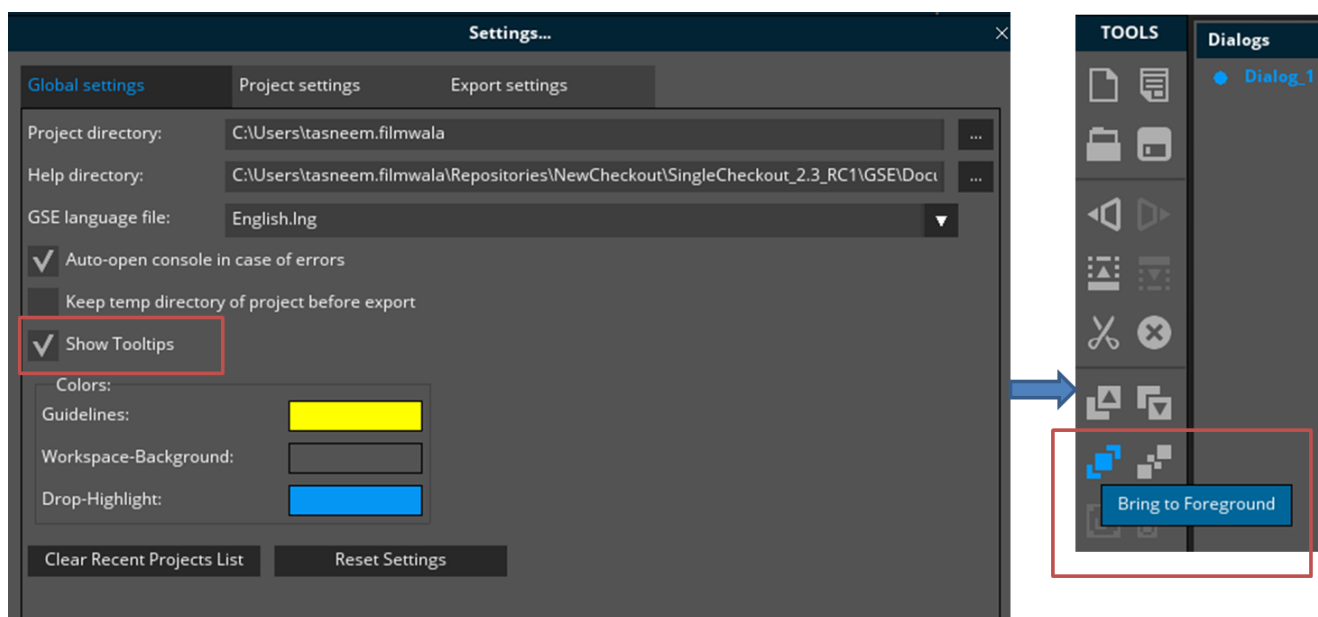 Settings...
Global settings
Project settings
Export settings
Project directory:
C:\Users\tasneem.filmwala
...
Help directory:
C:\Users\tasneem.filmwala\Repositories\NewCheckout\SingleCheckout_2.3_RC1\GSE\Docu
...
GSE language file:
English.lng
Auto-open console in case of errors
Keep temp directory of project before export
Show Tooltips
Colors:
Guidelines:
Workspace-Background:
Drop-Highlight:
Clear Recent Projects List
Reset Settings
TOOLS
Dialogs
Dialog_1
Bring to Foreground